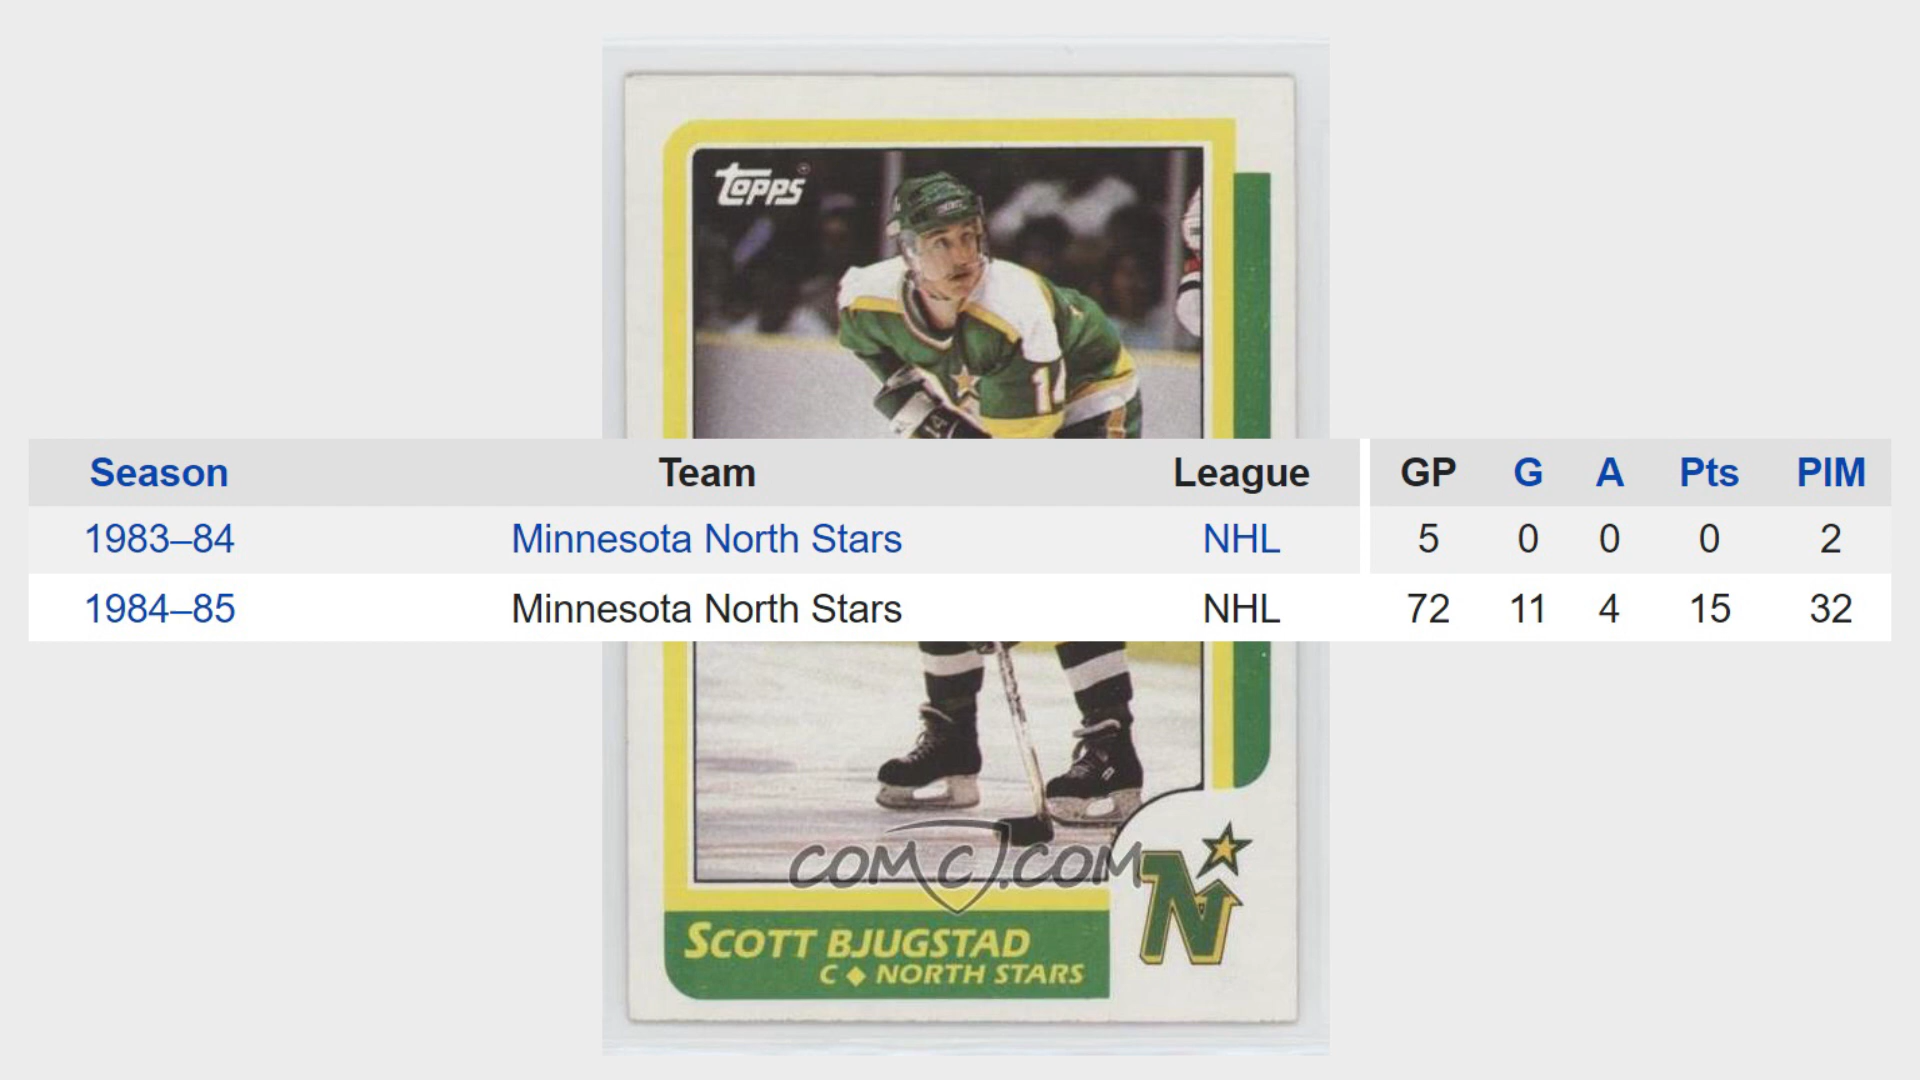 Topps
14
Season Team League GP G A Pts PIM
1983–84 Minnesota North Stars NHL 5 0 0 0 2
1984–85 Minnesota North Stars NHL 72 11 4 15 32
COMC.COM
N
SCOTT BJUGSTAD
C ◆ NORTH STARS